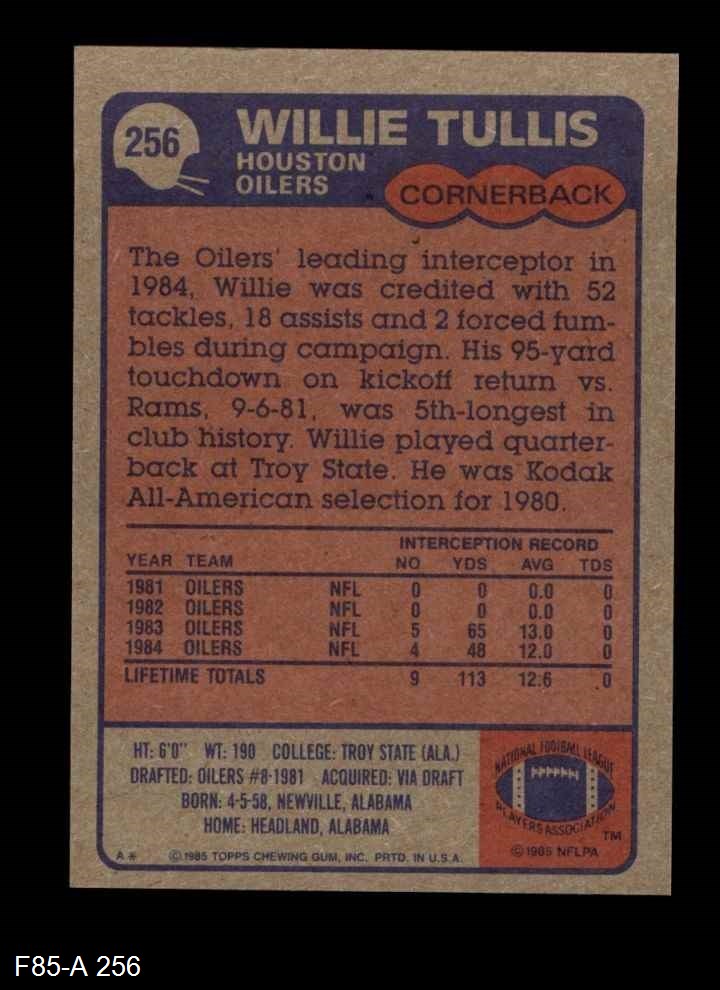 256
WILLIE TULLIS
HOUSTON
OILERS
CORNERBACK
The Oilers' leading interceptor in
1984, Willie was credited with 52
tackles, 18 assists and 2 forced fum-
bles during campaign. His 95-yard
touchdown on kickoff return vs.
Rams, 9-6-81, was 5th-longest in
club history. Willie played quarter-
back at Troy State. He was Kodak
All-American selection for 1980.
INTERCEPTION RECORD
YEAR TEAM NO YDS AVG TDS
1981 OILERS NFL 0 0 0.0 0
1982 OILERS NFL 0 0 0.0 0
1983 OILERS NFL 5 65 13.0 0
1984 OILERS NFL 4 48 12.0 0
LIFETIME TOTALS 9 113 12.6 0
HT: 6'0" WT: 190 COLLEGE: TROY STATE (ALA.)
DRAFTED: OILERS #8-1981 ACQUIRED: VIA DRAFT
BORN: 4-5-58, NEWVILLE, ALABAMA
HOME: HEADLAND, ALABAMA
A* ©1985 TOPPS CHEWING GUM, INC. PRTD. IN U.S.A.
NATIONAL FOOTBALL LEAGUE
PLAYERS ASSOCIATION
TM
©1985 NFLPA
F85-A 256